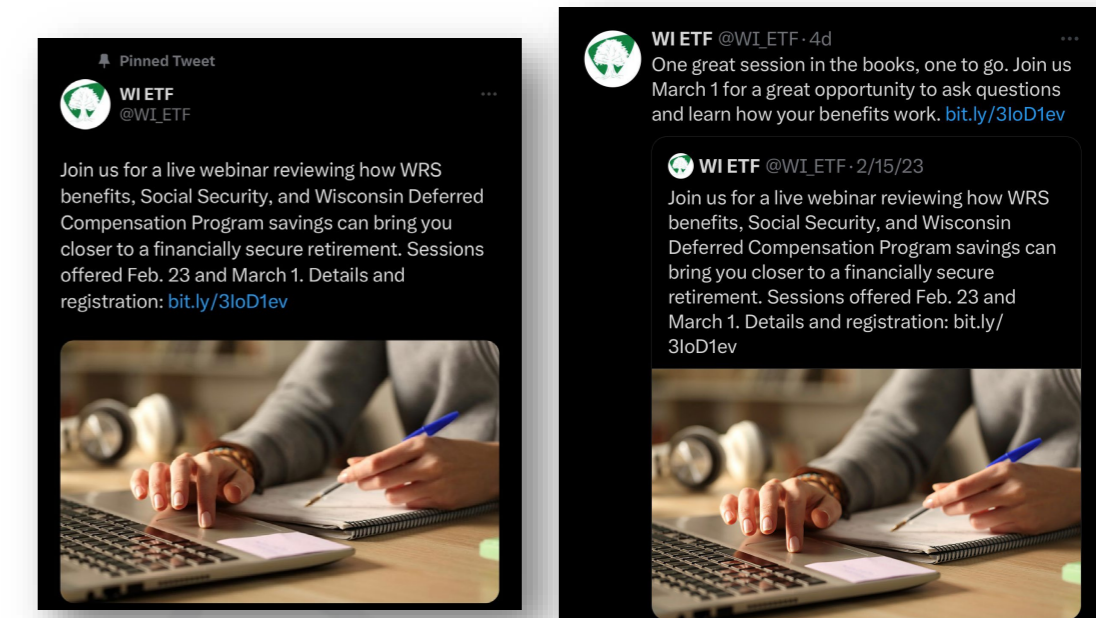 Pinned Tweet
WI ETF
@WI_ETF
Join us for a live webinar reviewing how WRS
benefits, Social Security, and Wisconsin Deferred
Compensation Program savings can bring you
closer to a financially secure retirement. Sessions
offered Feb. 23 and March 1. Details and
registration: bit.ly/3IoD1ev
WI ETF @WI_ETF · 4d
One great session in the books, one to go. Join us
March 1 for a great opportunity to ask questions
and learn how your benefits work. bit.ly/3IoD1ev
WI ETF @WI_ETF · 2/15/23
Join us for a live webinar reviewing how WRS
benefits, Social Security, and Wisconsin
Deferred Compensation Program savings can
bring you closer to a financially secure
retirement. Sessions offered Feb. 23 and
March 1. Details and registration: bit.ly/
3IoD1ev